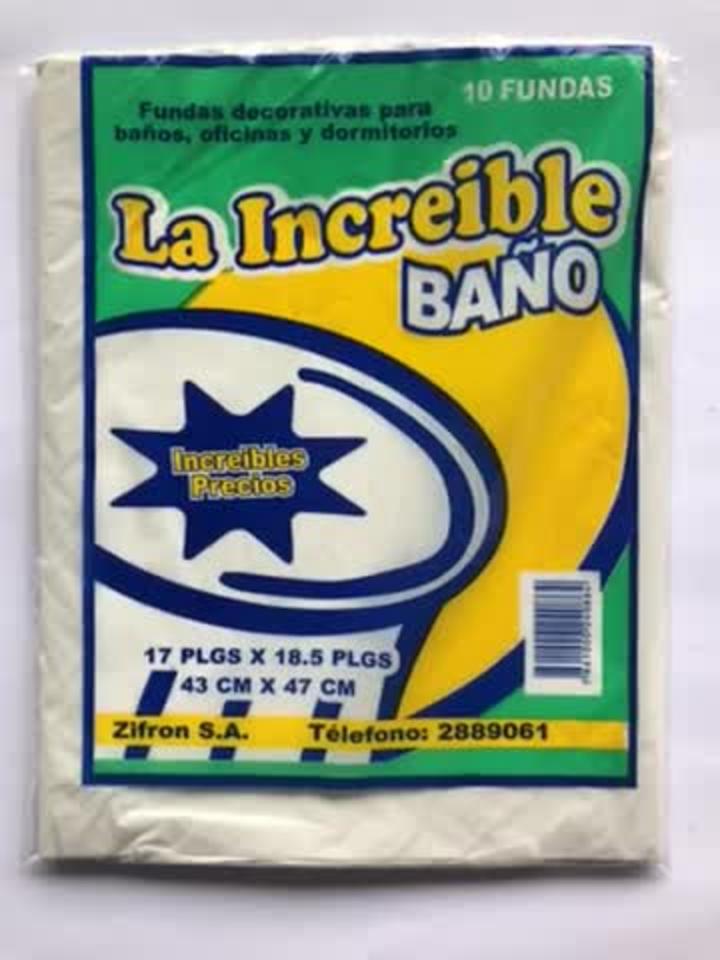 10 FUNDAS
Fundas decorativas para
baños, oficinas y dormitorios
La Increible
BAÑO
Increíbles
Precios
17 PLGS X 18.5 PLGS
43 CM X 47 CM
Zifron S.A. Télefono: 2889061